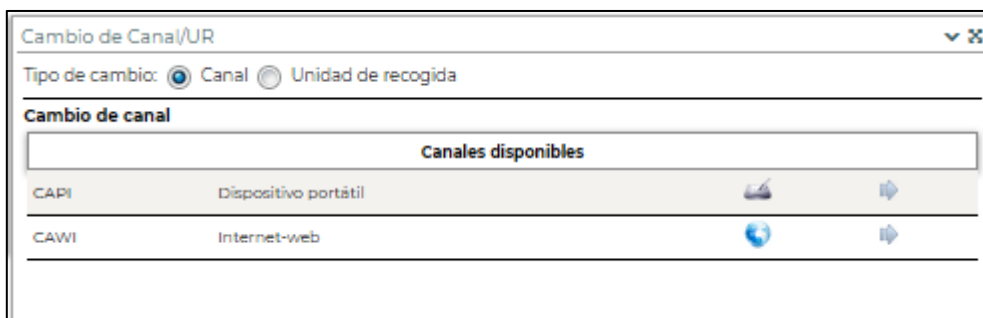 Cambio de Canal/UR
Tipo de cambio: Canal Unidad de recogida
Cambio de canal
Canales disponibles
CAPI Dispositivo portátil
CAWI Internet-web